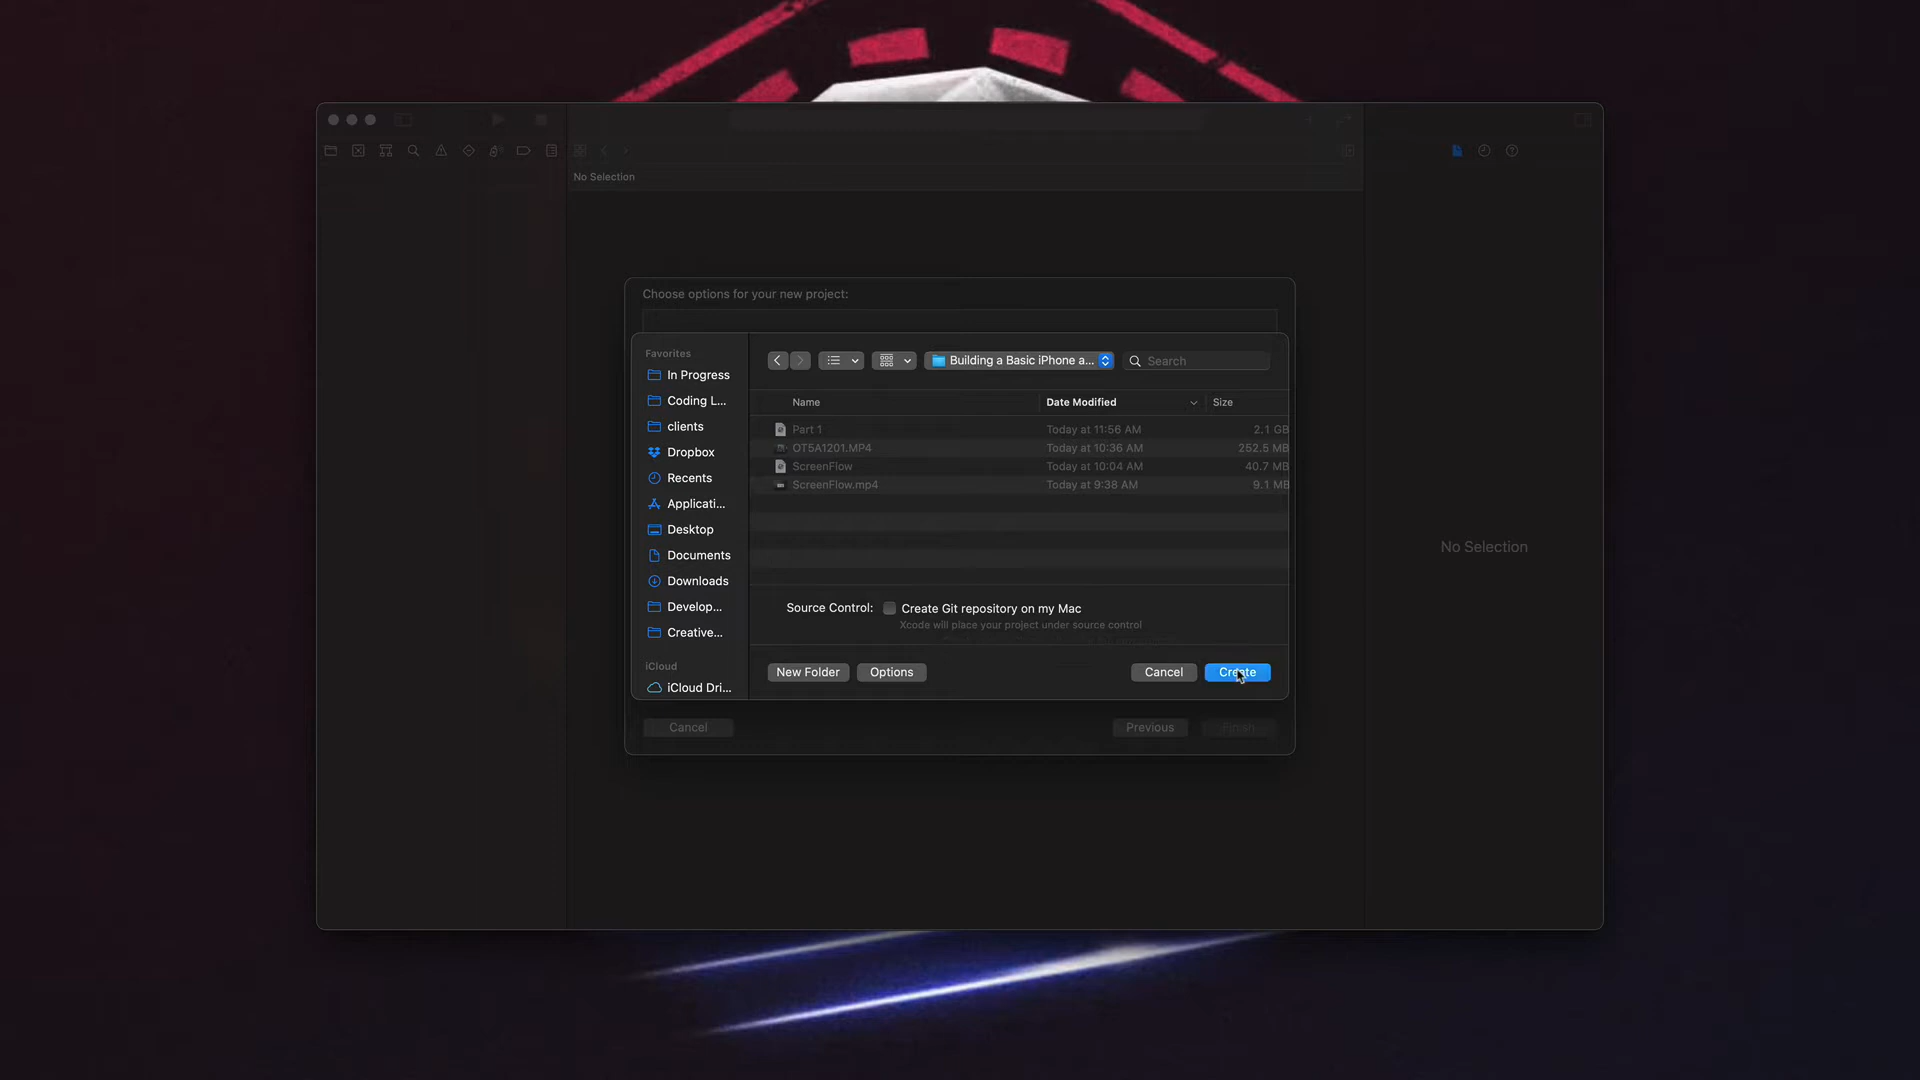 No Selection
Choose options for your new project:
Favorites
In Progress
Coding L...
clients
Dropbox
Recents
Applicati...
Desktop
Documents
Downloads
Develop...
Creative...
iCloud
iCloud Dri...
Building a Basic iPhone a...
Search
Name Date Modified Size
Part 1 Today at 11:56 AM 2.1 GB
OT5A1201.MP4 Today at 10:36 AM 252.5 MB
ScreenFlow Today at 10:04 AM 40.7 MB
ScreenFlow.mp4 Today at 9:38 AM 9.1 MB
Source Control: Create Git repository on my Mac
Xcode will place your project under source control
New Folder Options Cancel Create
Cancel Previous Finish
No Selection